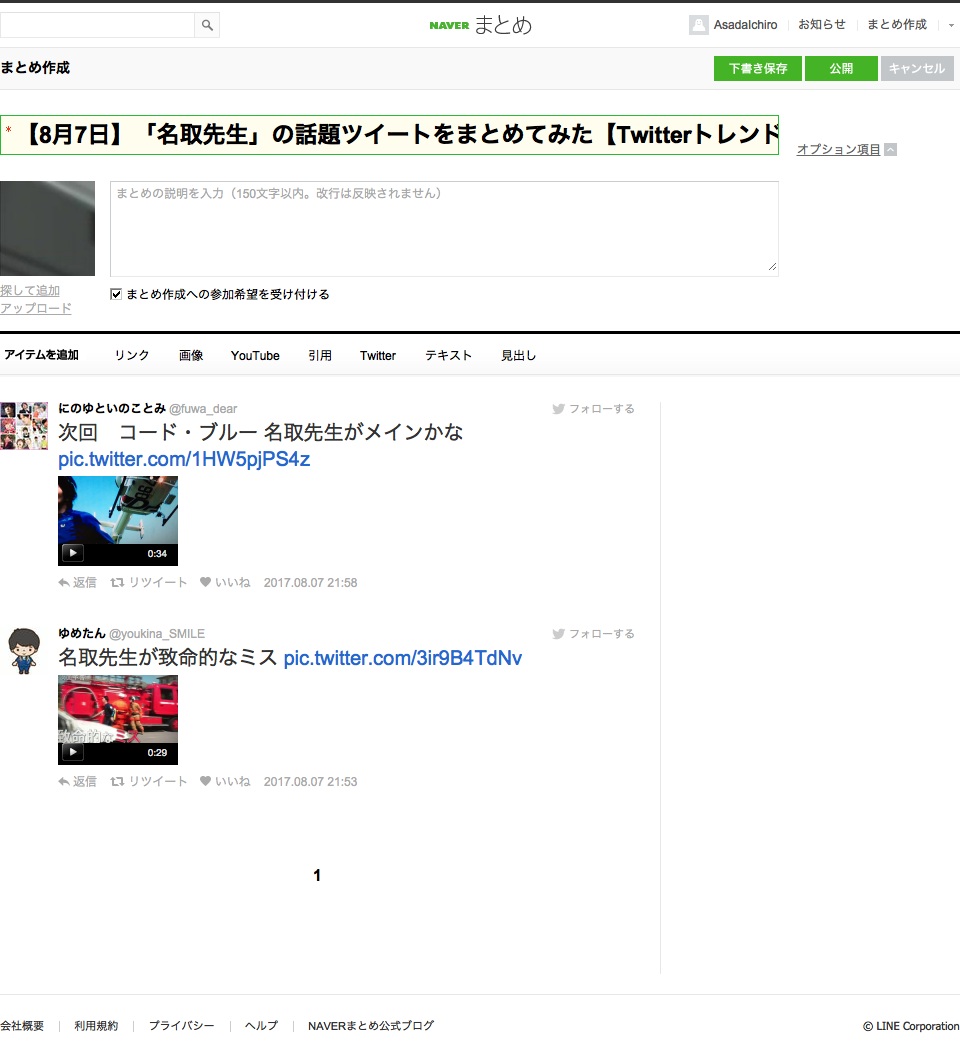 NAVER まとめ
AsadaIchiro お知らせ まとめ作成
まとめ作成
下書き保存 公開 キャンセル
* 【8月7日】「名取先生」の話題ツイートをまとめてみた【Twitterトレンド
オプション項目
まとめの説明を入力（150文字以内。改行は反映されません）
探して追加
アップロード
まとめ作成への参加希望を受け付ける
アイテムを追加 リンク 画像 YouTube 引用 Twitter テキスト 見出し
にのゆといのことみ @fuwa_dear フォローする
次回　コード・ブルー 名取先生がメインかな
pic.twitter.com/1HW5pjPS4z
0:34
返信 リツイート いいね 2017.08.07 21:58
ゆめたん @youkina_SMILE フォローする
名取先生が致命的なミス pic.twitter.com/3ir9B4TdNv
致命的なミス
0:29
返信 リツイート いいね 2017.08.07 21:53
1
会社概要 利用規約 プライバシー ヘルプ NAVERまとめ公式ブログ © LINE Corporation